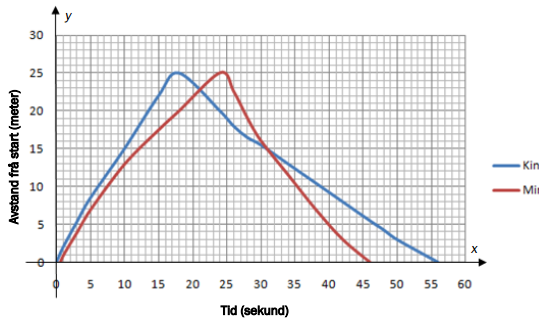 y
30
25
20
15
10
5
0
0 5 10 15 20 25 30 35 40 45 50 55 60
x
Avstand frå start (meter)
Tid (sekund)
Kin
Mir